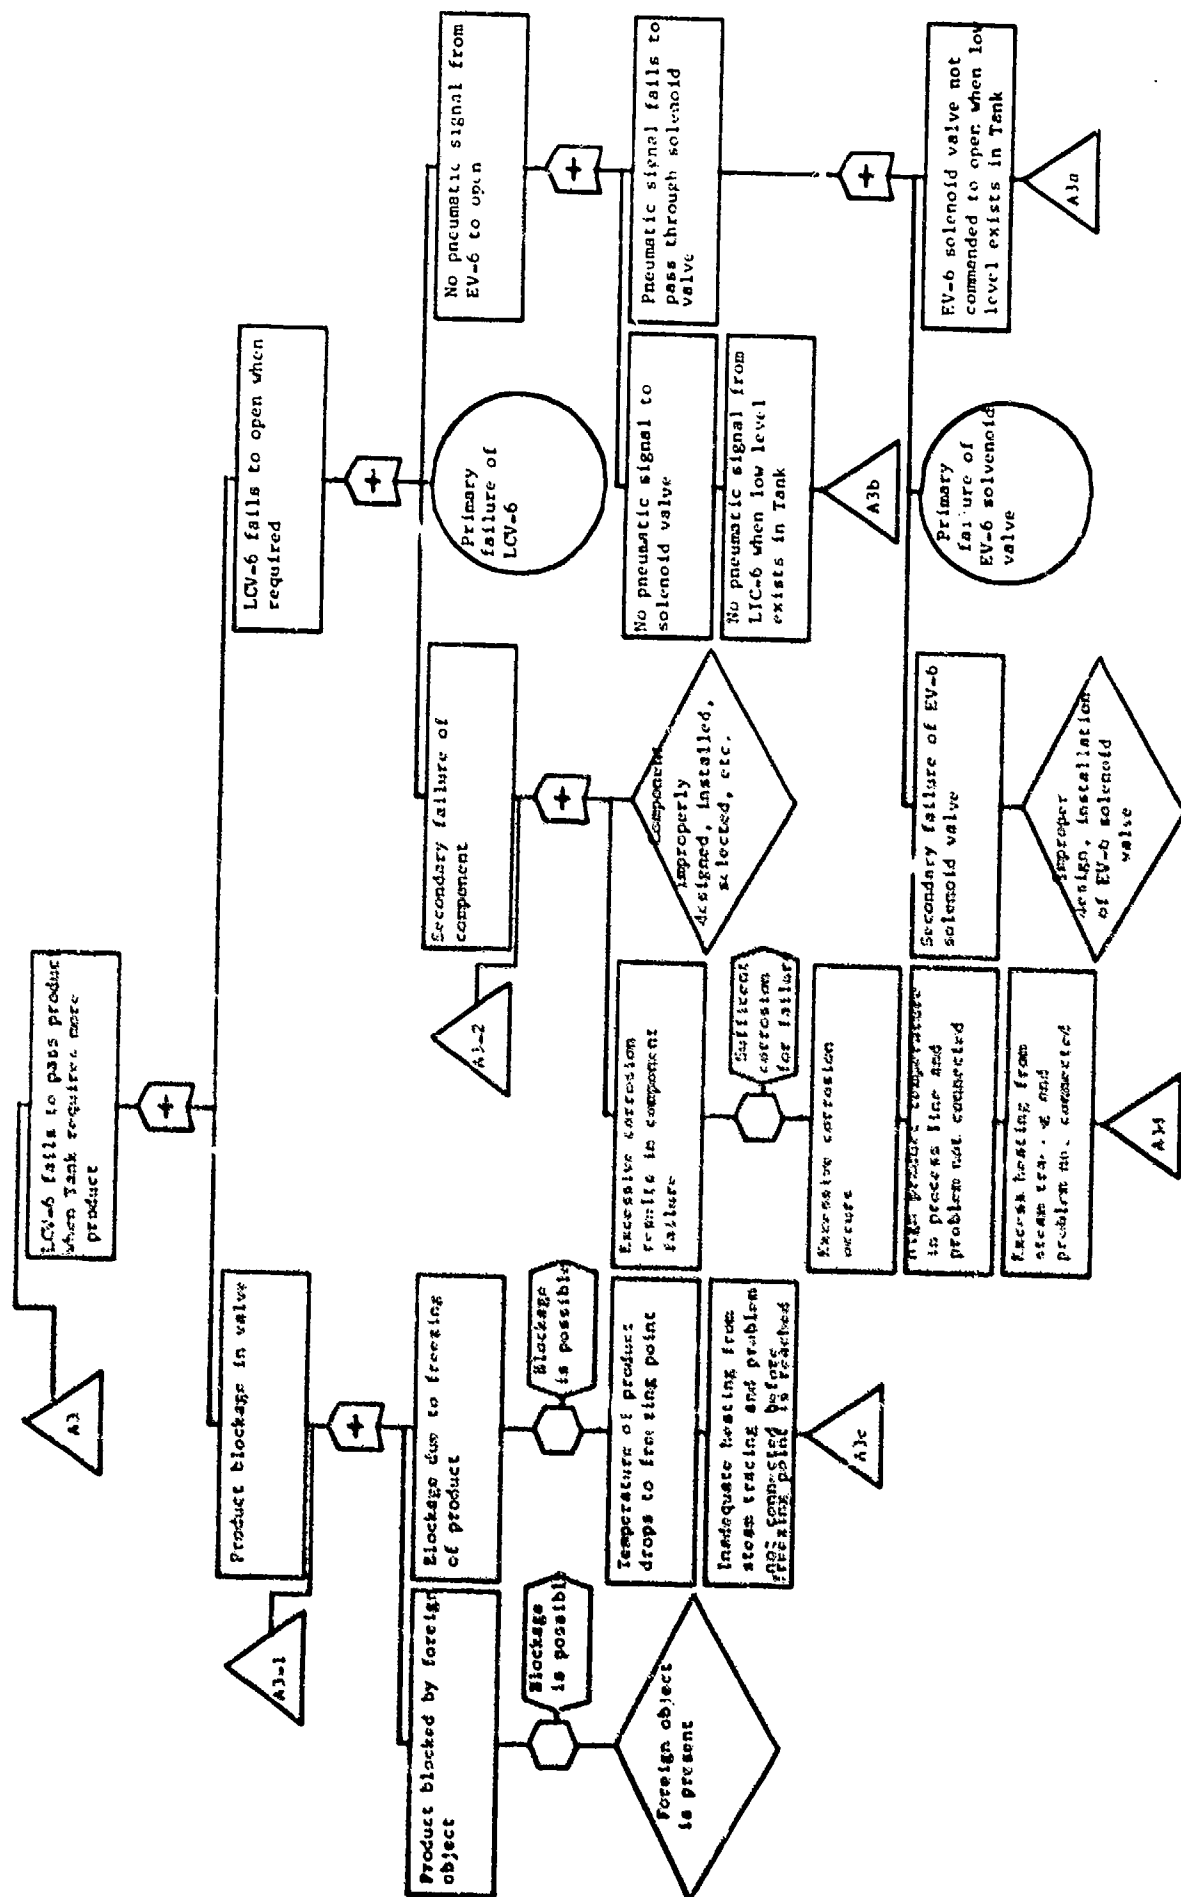 A3
LCV-6 fails to pass product
when Tank requires more
product
A3-1
Product blockage in valve
LCV-6 fails to open when
required
Product blocked by foreign
object
Blockage due to freezing
of product
A3-2
Secondary failure of
component
Primary
failure of
LCV-6
No pneumatic signal from
EV-6 to open
Blockage
is possible
Blockage
is possible
Foreign object
is present
Temperature of product
drops to freezing point
Inadequate heating from
steam tracing and problem
not connected before
freezing point is reached
A3c
Excessive corrosion
results in component
failure
Sufficent
corrosion
for failure
Excessive corrosion
occurs
High product temperature
in process line and
problem not connected
Excess heating from
steam and
problem not connected
Component
improperly
designed, installed,
selected, etc.
No pneumatic signal to
solenoid valve
No pneumatic signal from
LIC-6 when low level
exists in Tank
A3b
Pneumatic signal fails to
pass through solenoid
valve
Secondary failure of EV-6
solenoid valve
Improper
design, installation
of EV-6 solenoid
valve
Primary
failure of
EV-6 solvenoid
valve
EV-6 solenoid valve not
commanded to open when low
level exists in Tank
A3a